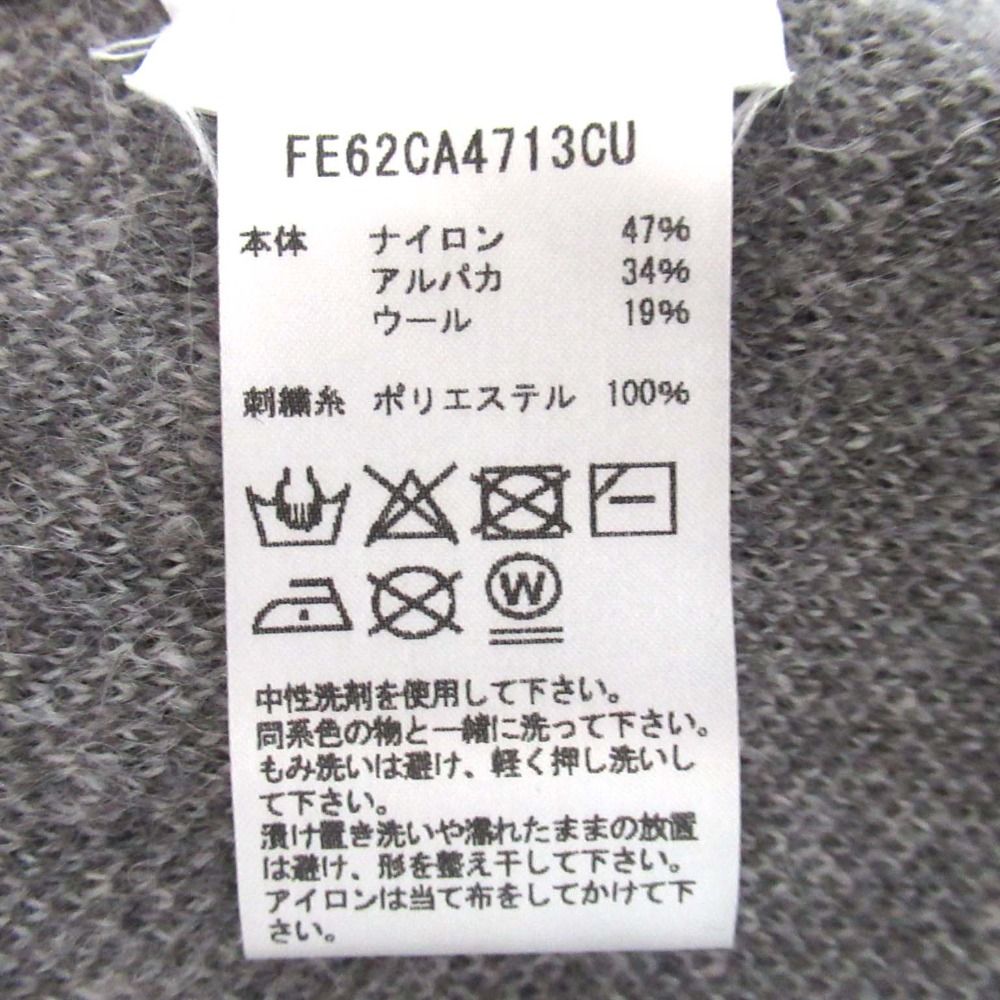 FE62CA4713CU
本体 ナイロン 47%
アルパカ 34%
ウール 19%
刺繍糸 ポリエステル 100%
W
中性洗剤を使用して下さい。
同系色の物と一緒に洗って下さい。
もみ洗いは避け、軽く押し洗いし
て下さい。
漬け置き洗いや濡れたままの放置
は避け、形を整え干して下さい。
アイロンは当て布をしてかけて下
さい。